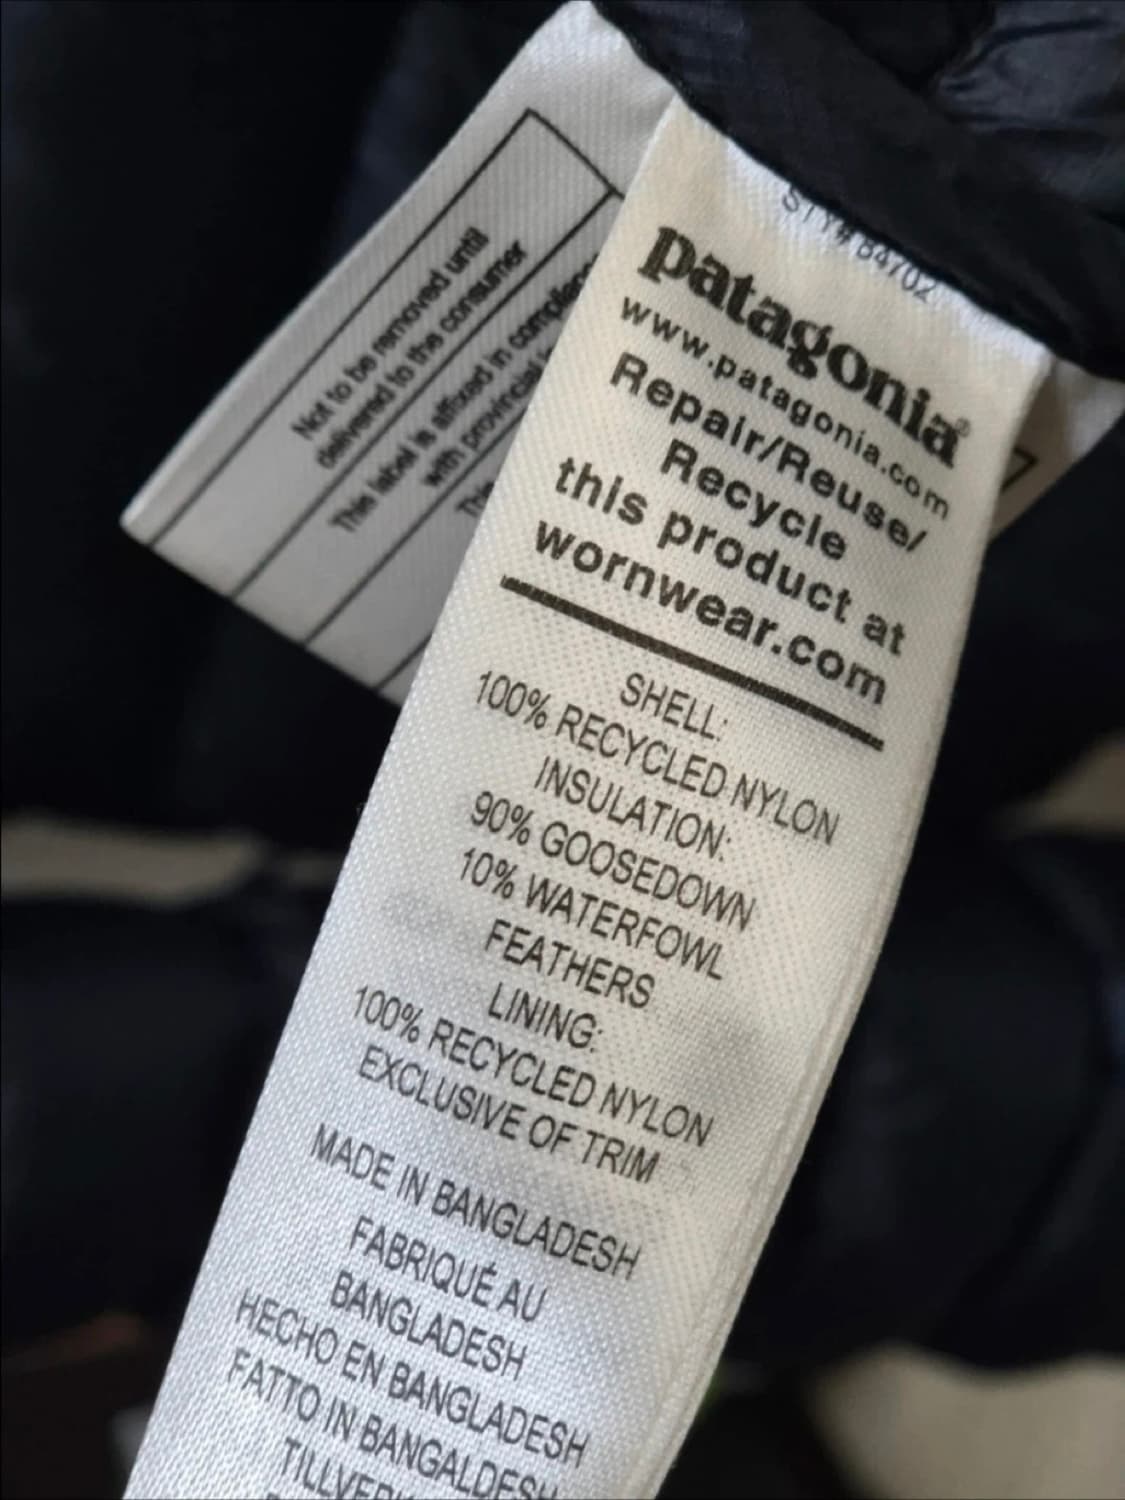 STY# 84702
patagonia®
www.patagonia.com
Repair/Reuse/
Recycle
this product at
wornwear.com
SHELL:
100% RECYCLED NYLON
INSULATION:
90% GOOSEDOWN
10% WATERFOWL
FEATHERS
LINING:
100% RECYCLED NYLON
EXCLUSIVE OF TRIM
MADE IN BANGLADESH
FABRIQUÉ AU
BANGLADESH
HECHO EN BANGLADESH
FATTO IN BANGALDESH
Not to be removed until
delivered to the consumer
This label is affixed in
with provincial